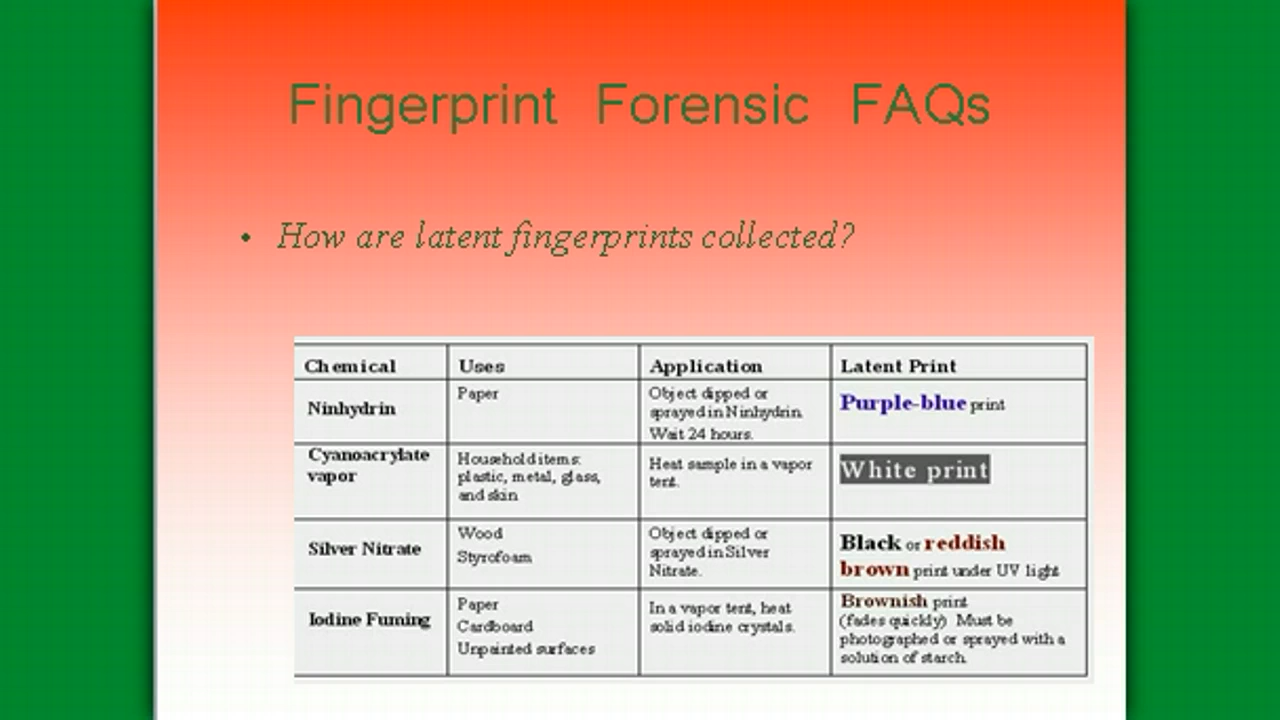 Fingerprint Forensic FAQs
• How are latent fingerprints collected?
Chemical Uses Application Latent Print
Ninhydrin
Paper
Object dipped or
sprayed in Ninhydrin.
Wait 24 hours.
Purple-blue print
Cyanoacrylate
vapor
Household items:
plastic, metal, glass,
and skin
Heat sample in a vapor
tent.
White print
Silver Nitrate
Wood
Styrofoam
Object dipped or
sprayed in Silver
Nitrate.
Black or reddish
brown print under UV light
Iodine Fuming
Paper
Cardboard
Unpainted surfaces
In a vapor tent, heat
solid iodine crystals.
Brownish print
(fades quickly) Must be
photographed or sprayed with a
solution of starch.